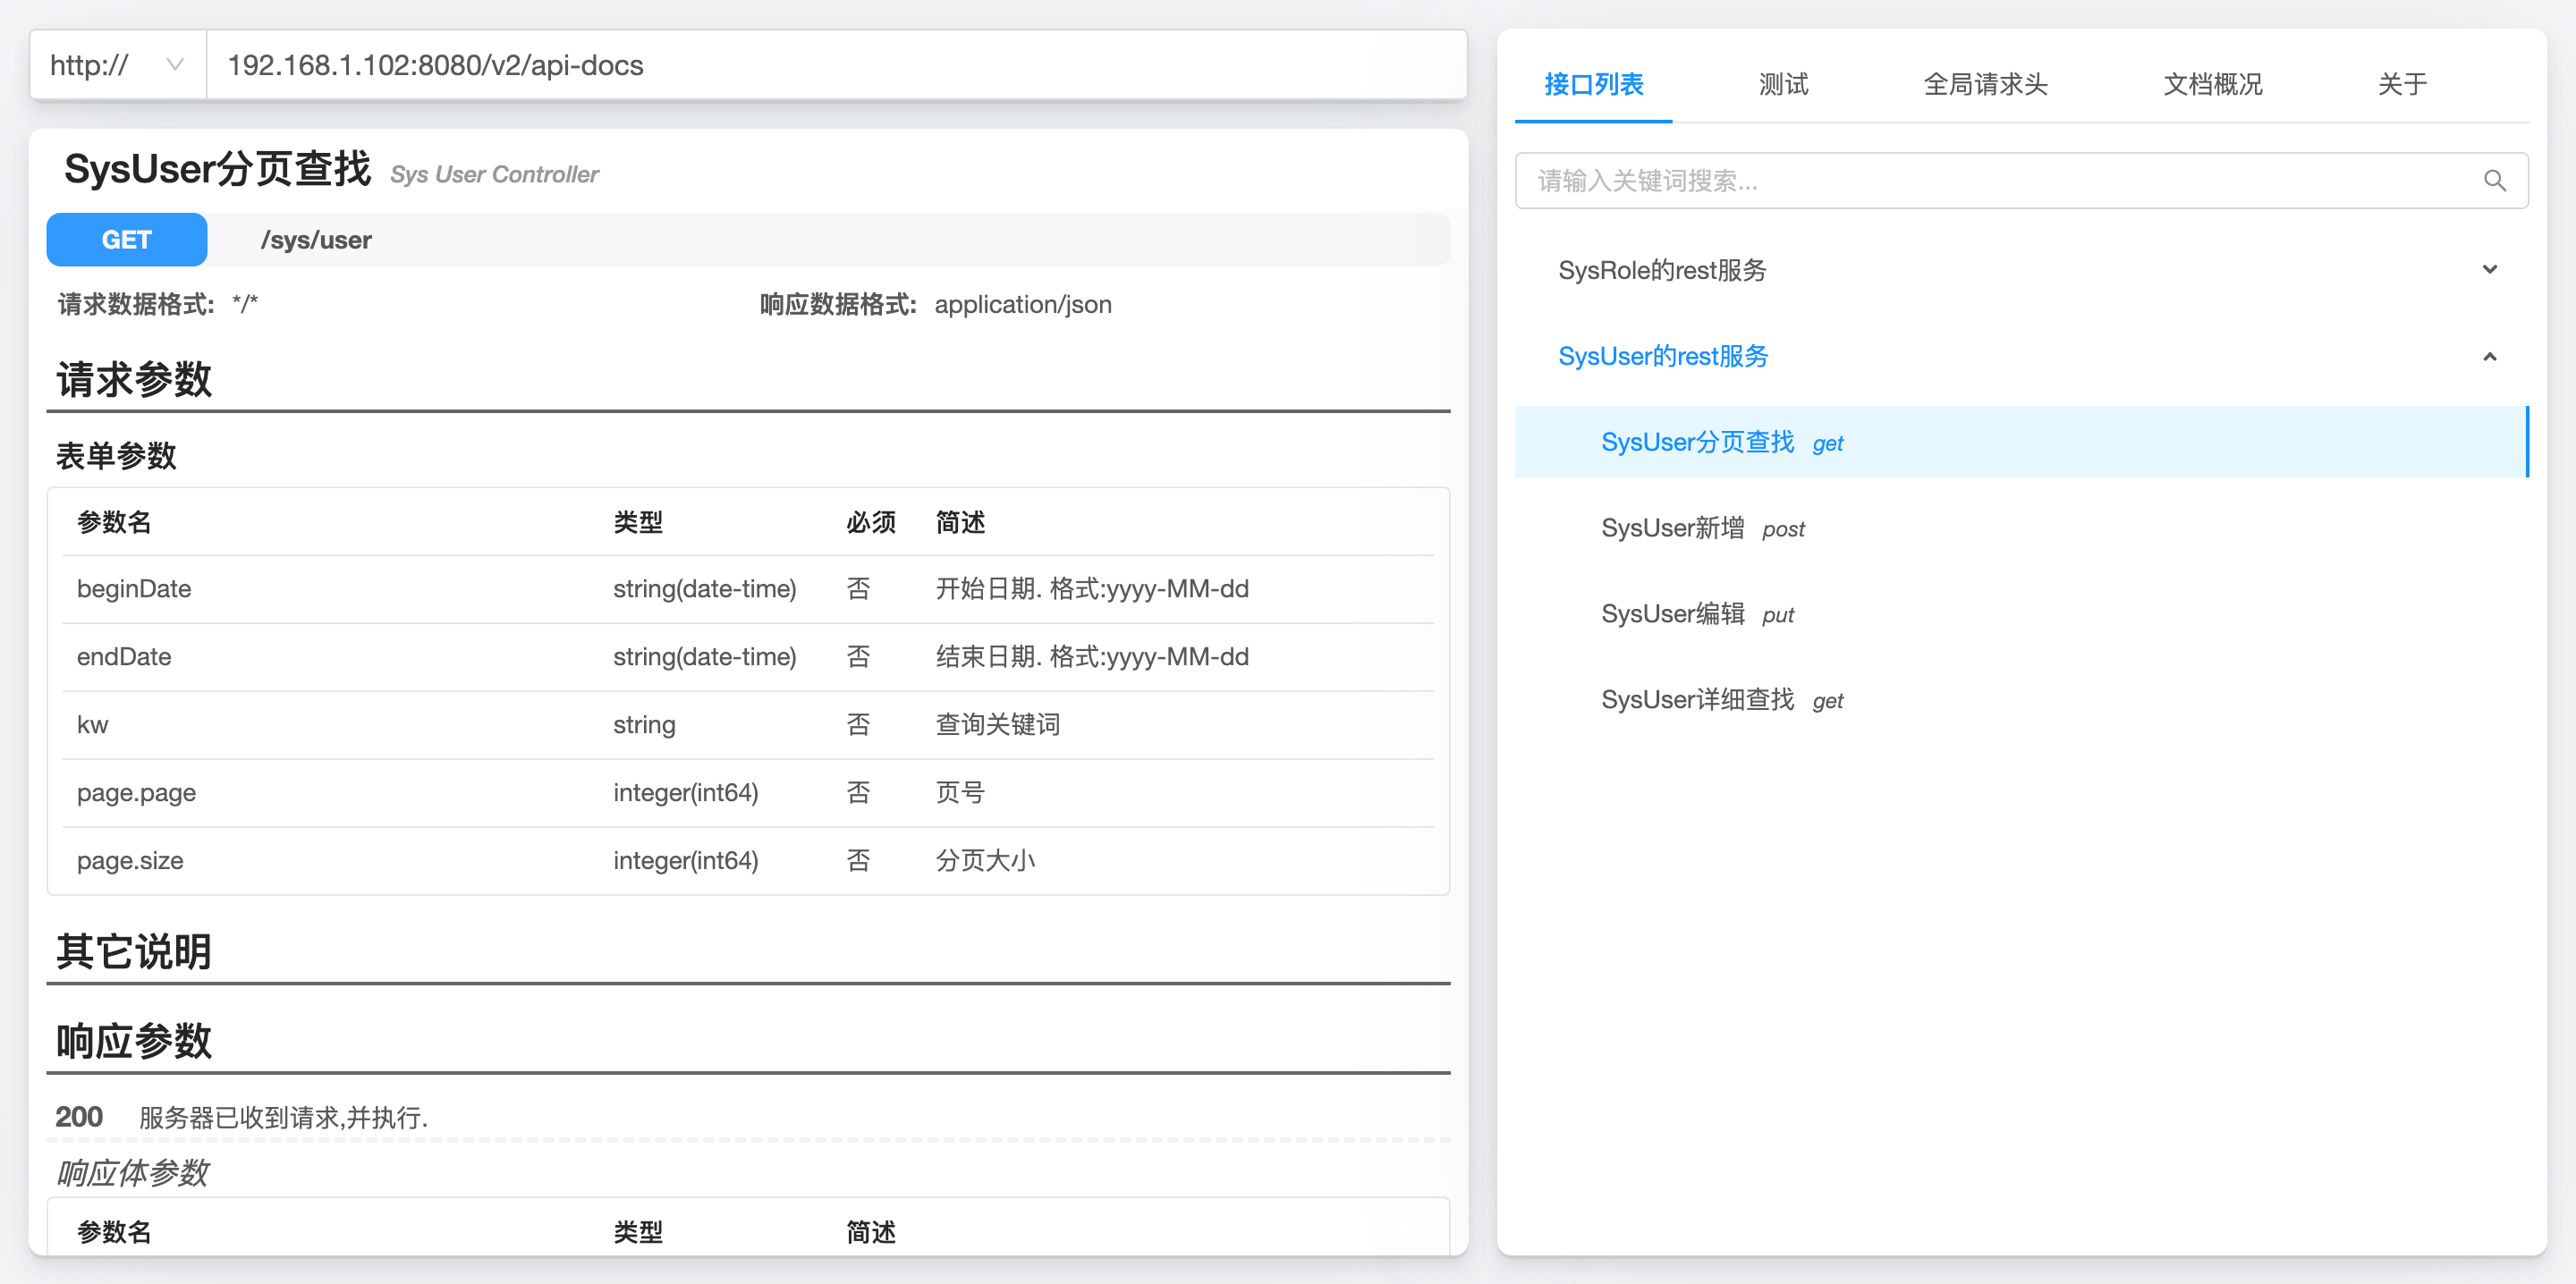 http:// 192.168.1.102:8080/v2/api-docs
SysUser分页查找 Sys User Controller
GET /sys/user
请求数据格式: */* 响应数据格式: application/json
请求参数
表单参数
参数名 类型 必须 简述
beginDate string(date-time) 否 开始日期. 格式:yyyy-MM-dd
endDate string(date-time) 否 结束日期. 格式:yyyy-MM-dd
kw string 否 查询关键词
page.page integer(int64) 否 页号
page.size integer(int64) 否 分页大小
其它说明
响应参数
200 服务器已收到请求,并执行.
响应体参数
参数名 类型 简述
接口列表 测试 全局请求头 文档概况 关于
请输入关键词搜索...
SysRole的rest服务
SysUser的rest服务
SysUser分页查找 get
SysUser新增 post
SysUser编辑 put
SysUser详细查找 get